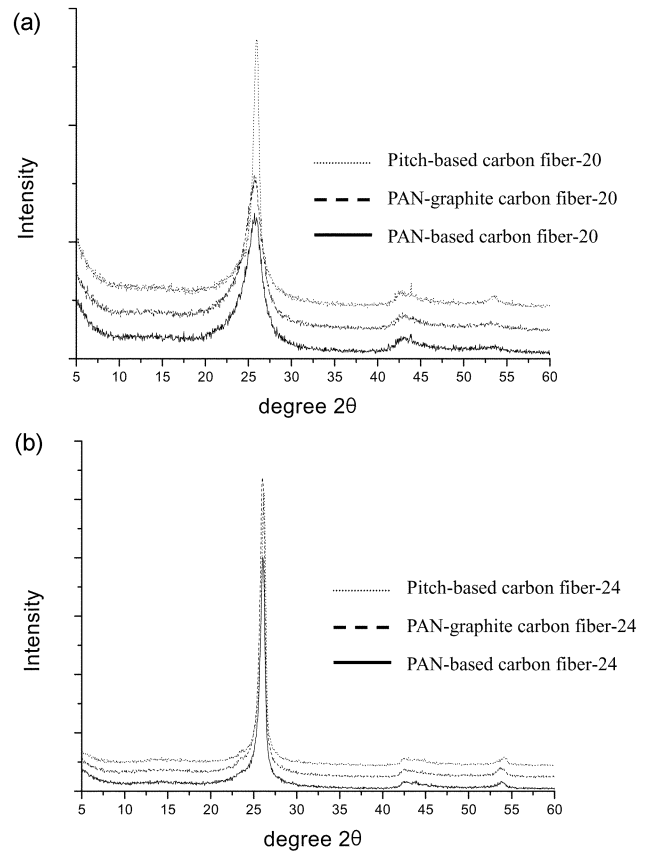 (a)
Intensity
Pitch-based carbon fiber-20
PAN-graphite carbon fiber-20
PAN-based carbon fiber-20
5 10 15 20 25 30 35 40 45 50 55 60
degree 2θ
(b)
Intensity
Pitch-based carbon fiber-24
PAN-graphite carbon fiber-24
PAN-based carbon fiber-24
5 10 15 20 25 30 35 40 45 50 55 60
degree 2θ